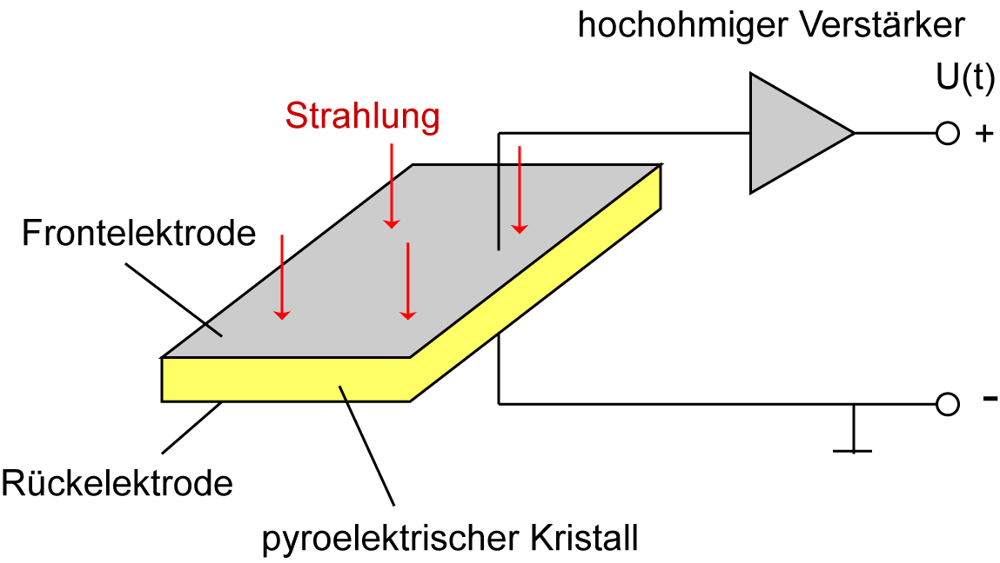 hochohmiger Verstärker
U(t)
Strahlung
+
Frontelektrode
-
Rückelektrode
pyroelektrischer Kristall